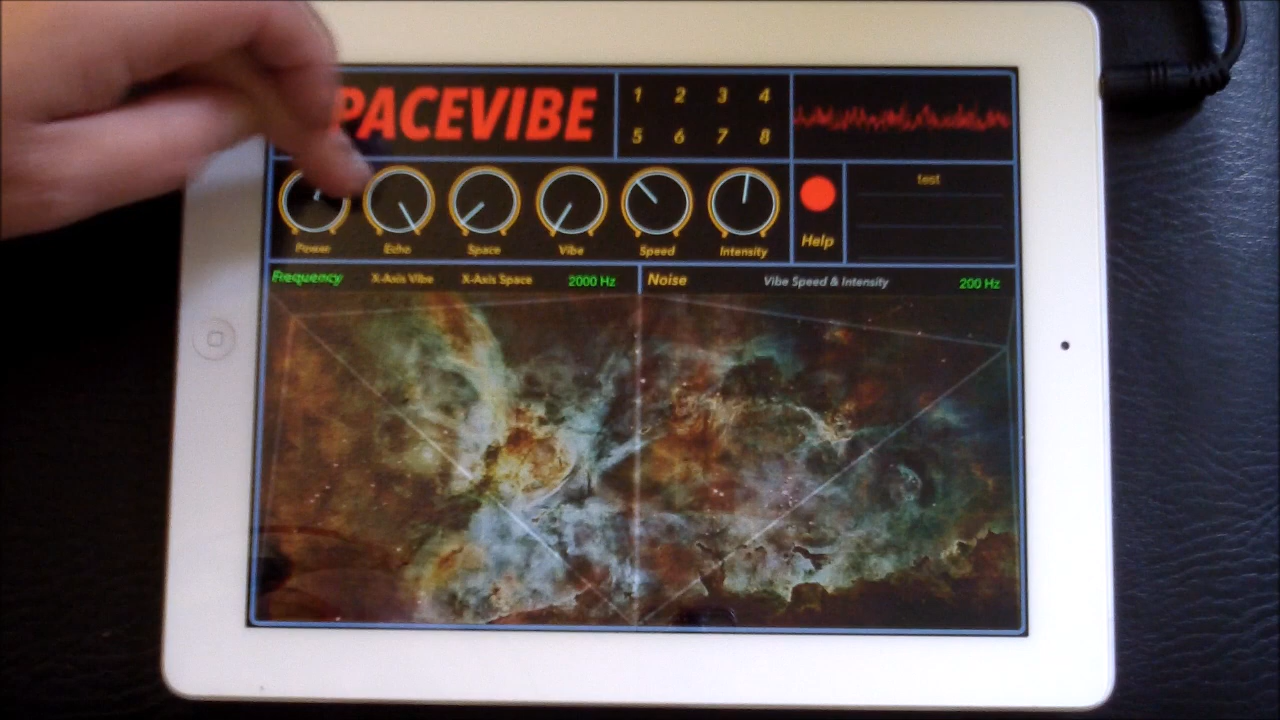 PACEVIBE
1 2 3 4
5 6 7 8
test
Power Echo Space Vibe Speed Intensity Help
Frequency X-Axis Vibe X-Axis Space 2000 Hz Noise Vibe Speed & Intensity 200 Hz